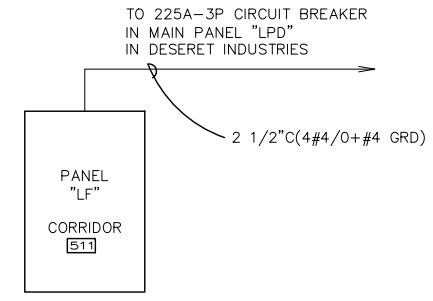 TO 225A-3P CIRCUIT BREAKER
IN MAIN PANEL "LPD"
IN DESERET INDUSTRIES
2 1/2"C(4#4/0+#4 GRD)
PANEL
"LF"
CORRIDOR
511